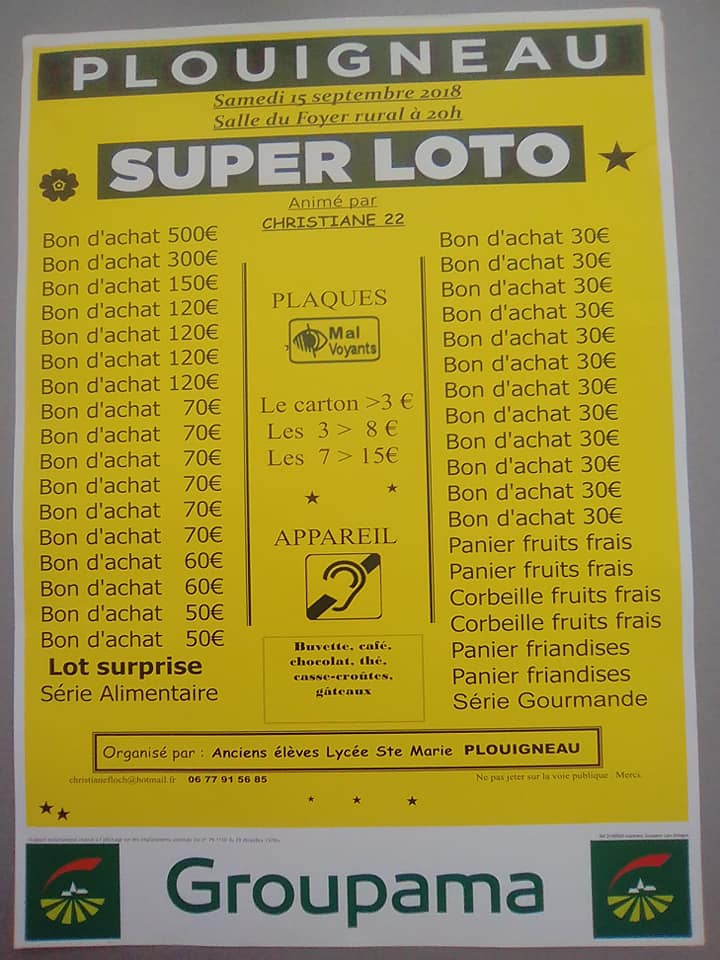 PLOUIGNEAU
Samedi 15 septembre 2018
Salle du Foyer rural à 20h
SUPER LOTO
Animé par
CHRISTIANE 22
Bon d'achat 500€
Bon d'achat 300€
Bon d'achat 150€
Bon d'achat 120€
Bon d'achat 120€
Bon d'achat 120€
Bon d'achat 120€
Bon d'achat 70€
Bon d'achat 70€
Bon d'achat 70€
Bon d'achat 70€
Bon d'achat 70€
Bon d'achat 70€
Bon d'achat 60€
Bon d'achat 60€
Bon d'achat 50€
Bon d'achat 50€
Lot surprise
Série Alimentaire
PLAQUES
Mal
Voyants
Le carton >3 €
Les 3 > 8 €
Les 7 > 15€
APPAREIL
Buvette, café,
chocolat, thé,
casse-croûtes,
gâteaux
Bon d'achat 30€
Bon d'achat 30€
Bon d'achat 30€
Bon d'achat 30€
Bon d'achat 30€
Bon d'achat 30€
Bon d'achat 30€
Bon d'achat 30€
Bon d'achat 30€
Bon d'achat 30€
Bon d'achat 30€
Bon d'achat 30€
Panier fruits frais
Panier fruits frais
Corbeille fruits frais
Corbeille fruits frais
Panier friandises
Panier friandises
Série Gourmande
Organisé par : Anciens élèves Lycée Ste Marie PLOUIGNEAU
christianefloch@hotmail.fr 06 77 91 56 85
Ne pas jeter sur la voie publique . Merci.
Groupama